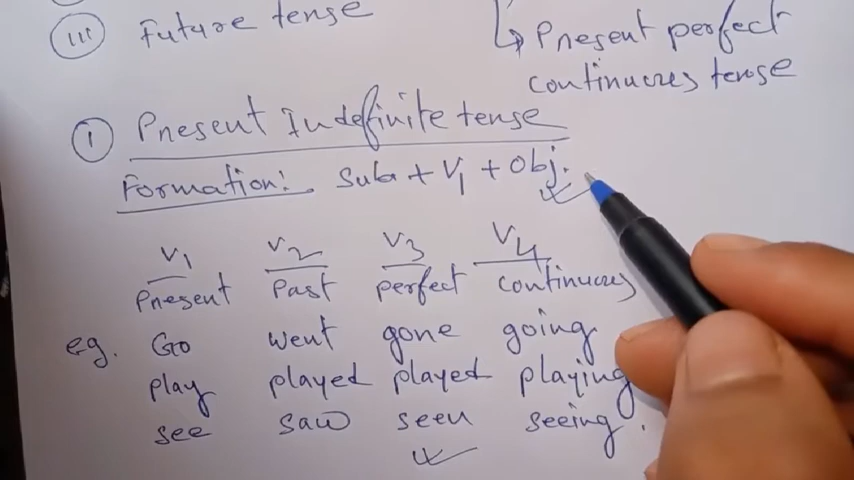 (III) Future tense
↳ Present perfect
continuous tense
(1) Present Indefinite tense
Formation: Sub + V1 + Obj.
V1 V2 V3 V4
Present Past perfect continuous
eg. Go went gone going
play played played playing
see saw seen seeing.